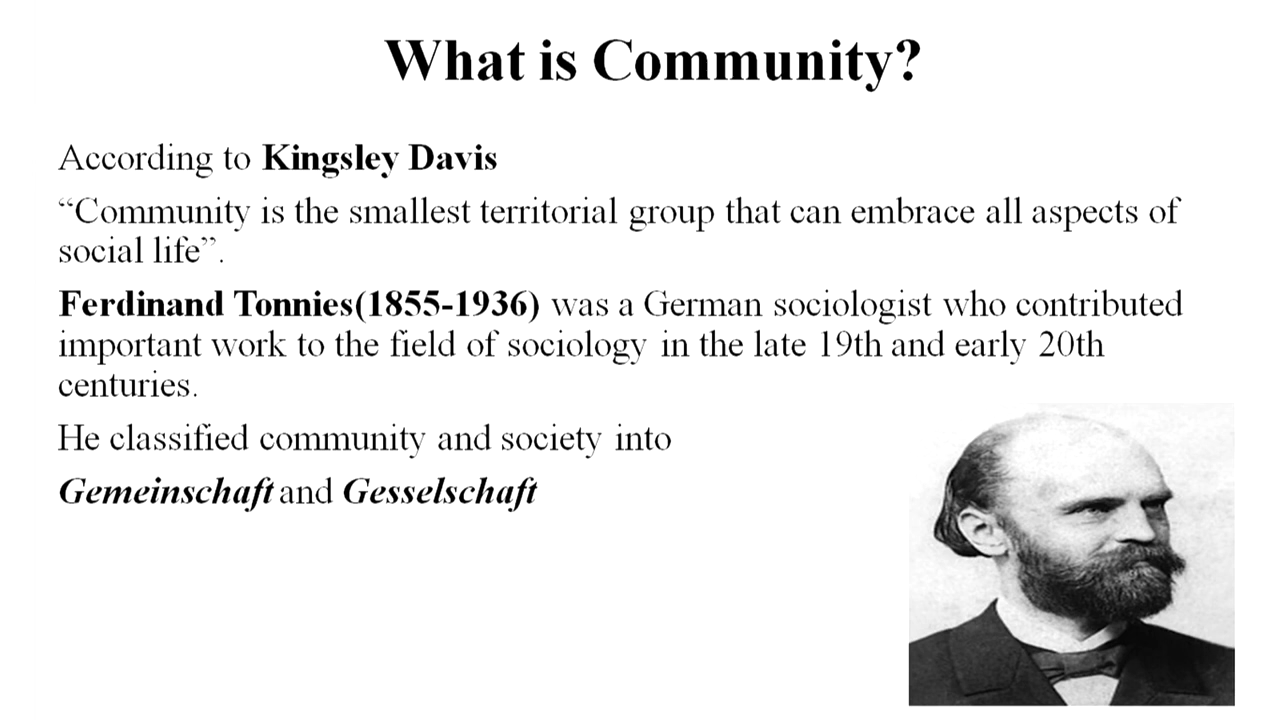 What is Community?
According to Kingsley Davis
“Community is the smallest territorial group that can embrace all aspects of
social life”.
Ferdinand Tonnies(1855-1936) was a German sociologist who contributed
important work to the field of sociology in the late 19th and early 20th
centuries.
He classified community and society into
Gemeinschaft and Gesselschaft